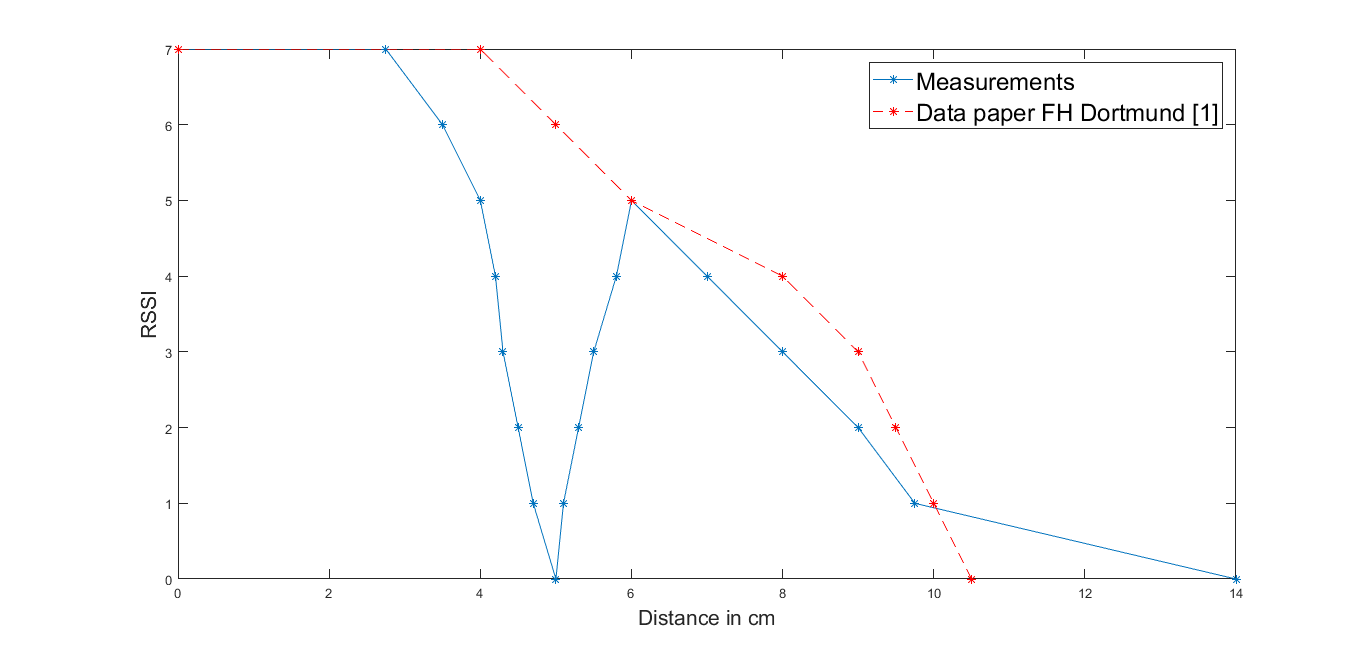 Measurements
Data paper FH Dortmund [1]
7
6
5
4
3
2
1
0
RSSI
0 2 4 6 8 10 12 14
Distance in cm